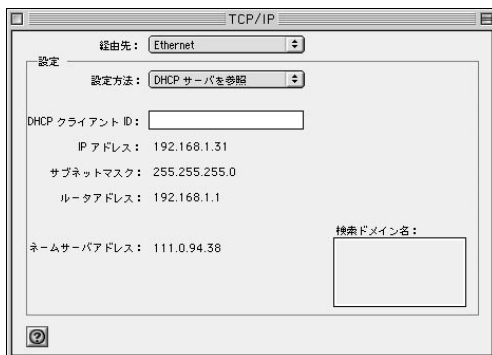 TCP/IP
経由先： Ethernet
設定
設定方法： DHCP サーバを参照
DHCP クライアント ID：
IP アドレス： 192.168.1.31
サブネットマスク： 255.255.255.0
ルータアドレス： 192.168.1.1
検索ドメイン名：
ネームサーバアドレス： 111.0.94.38
?